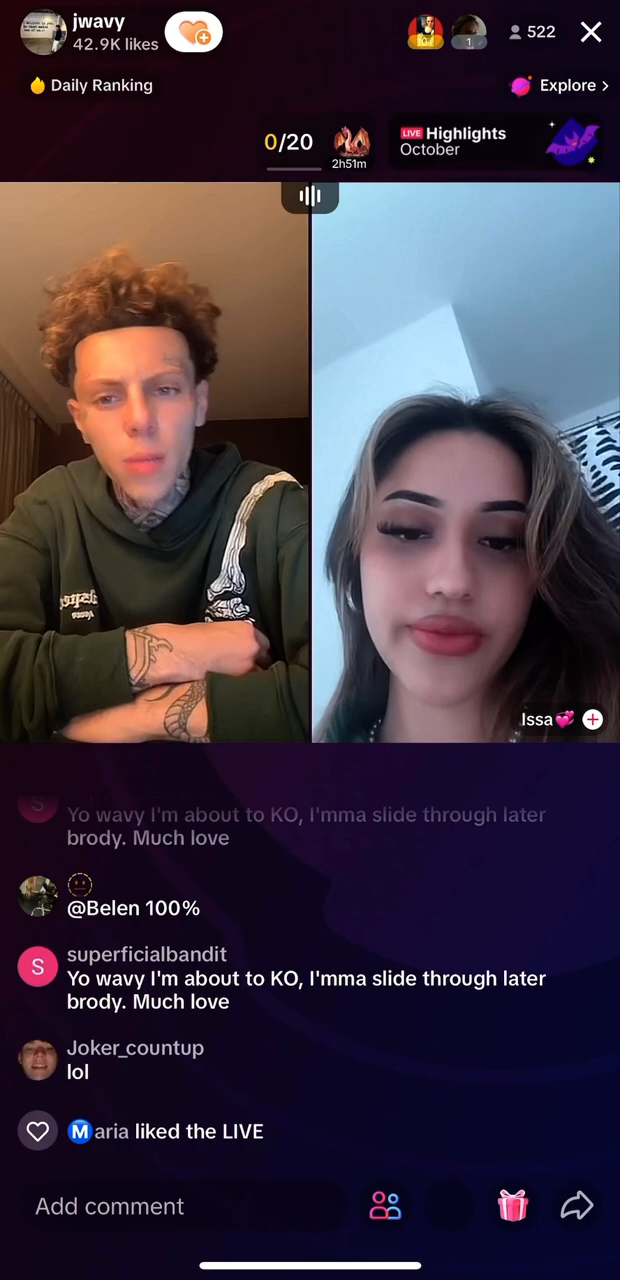 jwavy
42.9K likes
1
522
Daily Ranking
Explore >
0/20
2h51m
LIVE Highlights
October
Issa💞
S
Yo wavy I'm about to KO, I'mma slide through later
brody. Much love
😐
@Belen 100%
S
superficialbandit
Yo wavy I'm about to KO, I'mma slide through later
brody. Much love
Joker_countup
lol
Ⓜ️aria liked the LIVE
Add comment